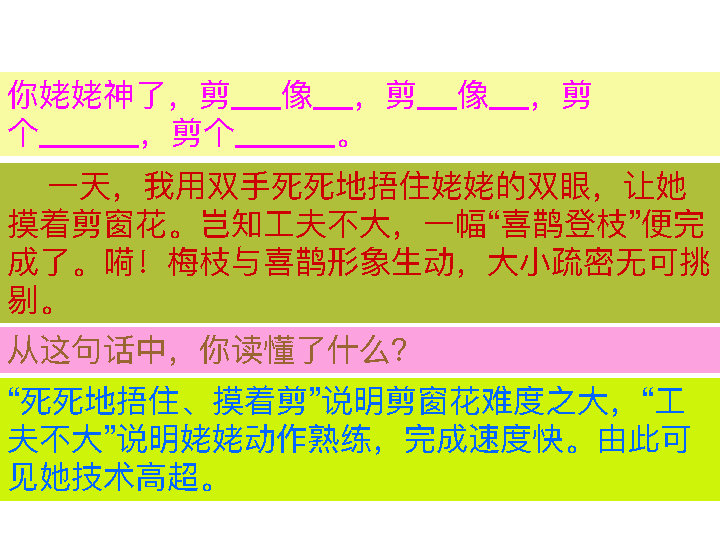 你姥姥神了，剪___像__，剪__像__，剪
个______，剪个______。
一天，我用双手死死地捂住姥姥的双眼，让她
摸着剪窗花。岂知工夫不大，一幅“喜鹊登枝”便完
成了。嗬！梅枝与喜鹊形象生动，大小疏密无可挑
剔。
从这句话中，你读懂了什么？
“死死地捂住、摸着剪”说明剪窗花难度之大，“工
夫不大”说明姥姥动作熟练，完成速度快。由此可
见她技术高超。